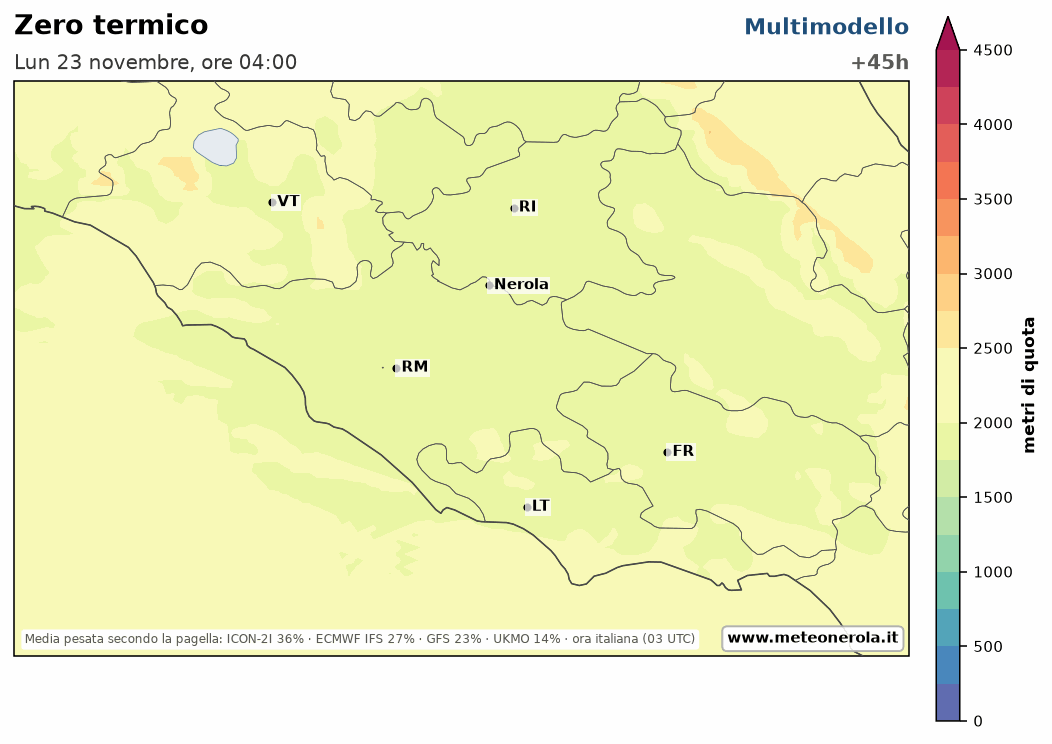 Zero termico
Multimodello
Lun 23 novembre, ore 04:00
+45h
VT
RI
Nerola
RM
FR
LT
Media pesata secondo la pagella: ICON-2I 36% · ECMWF IFS 27% · GFS 23% · UKMO 14% · ora italiana (03 UTC)
www.meteonerola.it
4500
4000
3500
3000
2500
2000
1500
1000
500
0
metri di quota